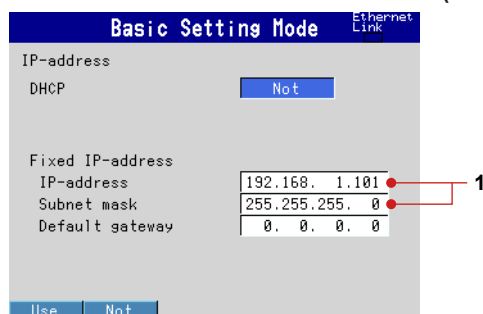 Basic Setting Mode
Ethernet
Link
IP-address
DHCP Not
Fixed IP-address
IP-address 192.168. 1.101
Subnet mask 255.255.255. 0
Default gateway 0. 0. 0. 0
1
Use Not